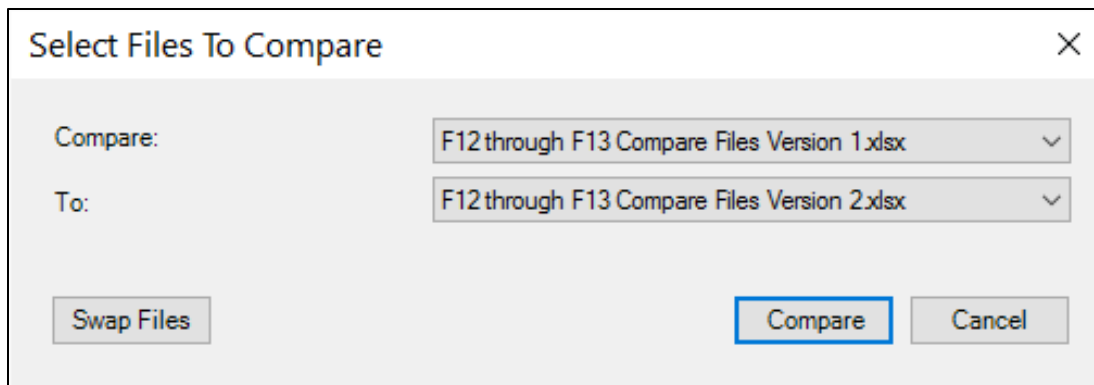 Select Files To Compare
Compare: F12 through F13 Compare Files Version 1.xlsx
To: F12 through F13 Compare Files Version 2.xlsx
Swap Files Compare Cancel